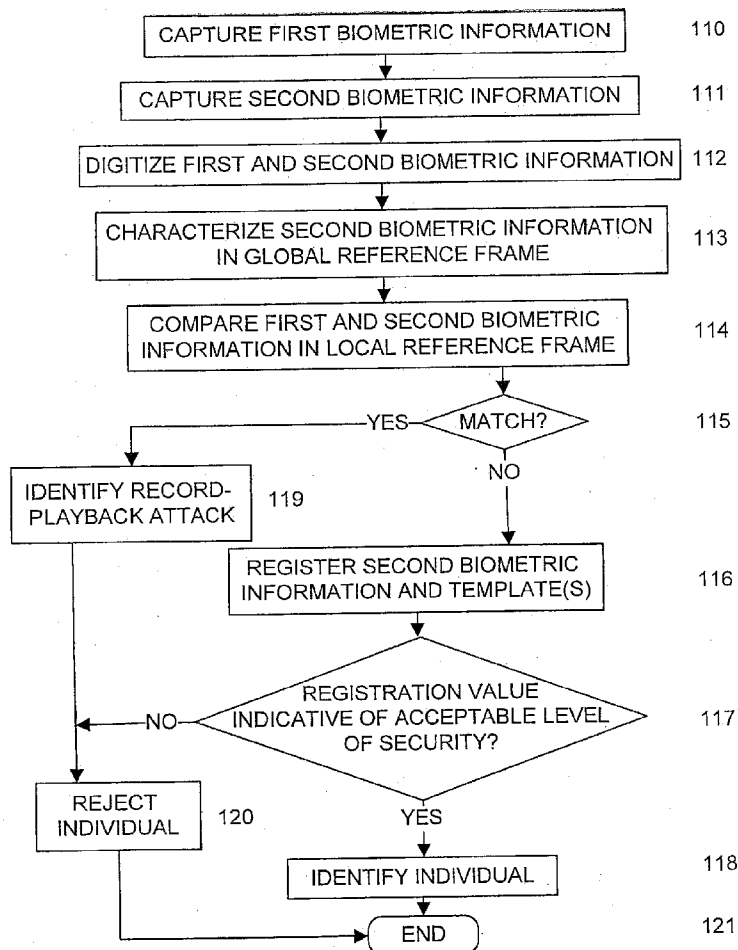 CAPTURE FIRST BIOMETRIC INFORMATION 110
CAPTURE SECOND BIOMETRIC INFORMATION 111
DIGITIZE FIRST AND SECOND BIOMETRIC INFORMATION 112
CHARACTERIZE SECOND BIOMETRIC INFORMATION
IN GLOBAL REFERENCE FRAME 113
COMPARE FIRST AND SECOND BIOMETRIC
INFORMATION IN LOCAL REFERENCE FRAME 114
YES MATCH? 115
NO
IDENTIFY RECORD-
PLAYBACK ATTACK 119
REGISTER SECOND BIOMETRIC
INFORMATION AND TEMPLATE(S) 116
REGISTRATION VALUE
NO INDICATIVE OF ACCEPTABLE LEVEL 117
OF SECURITY?
REJECT
INDIVIDUAL 120
YES
IDENTIFY INDIVIDUAL 118
END 121